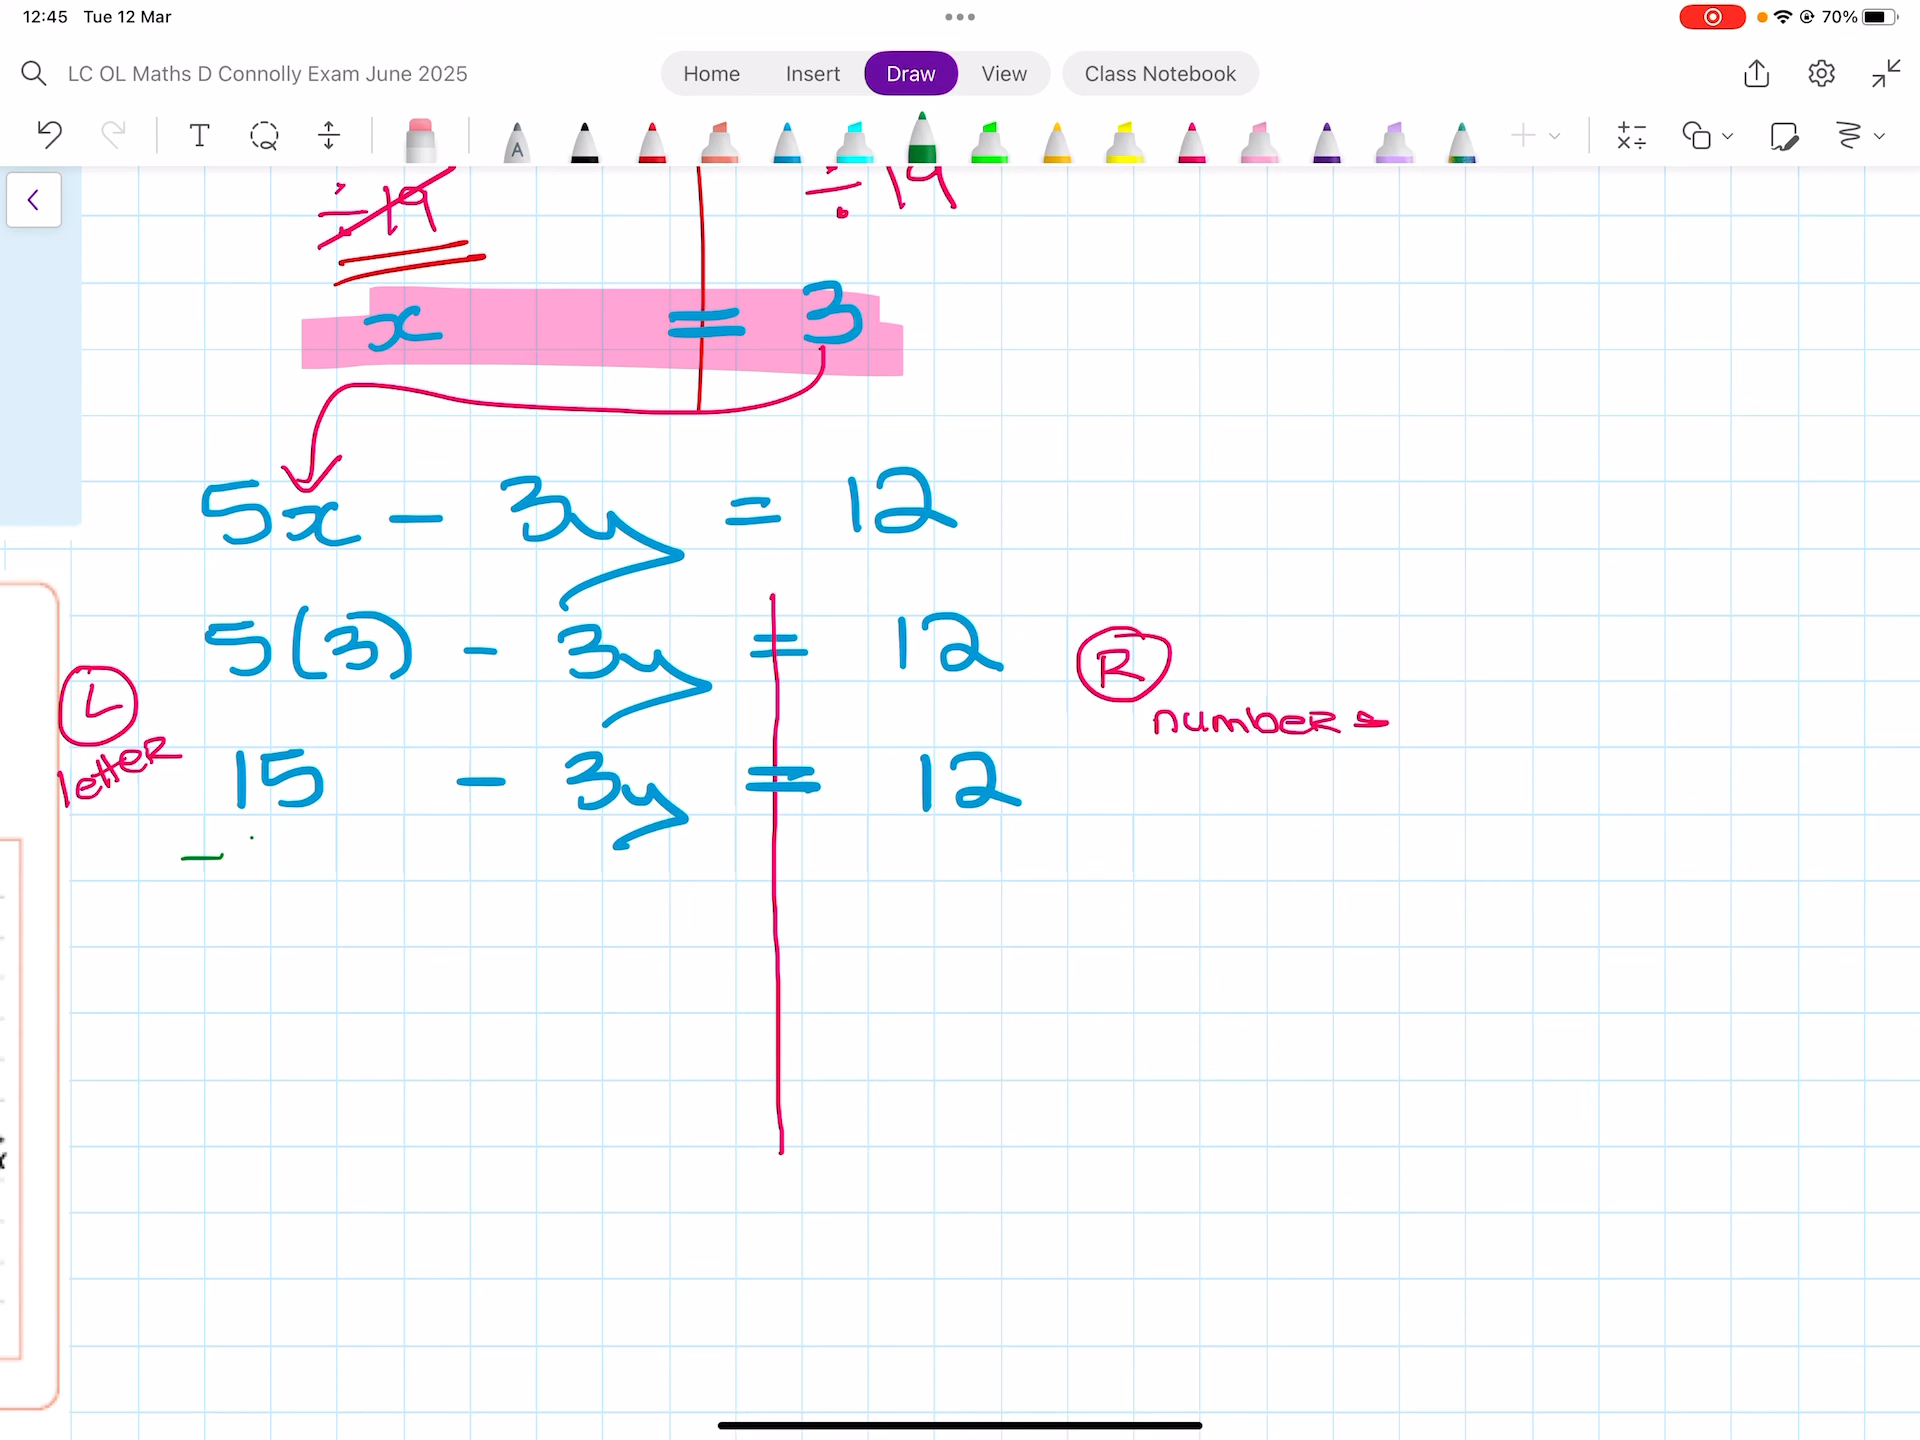 12:45 Tue 12 Mar
70%
LC OL Maths D Connolly Exam June 2025
Home Insert Draw View Class Notebook
T
A
÷19 ÷19
x = 3
5x - 3y = 12
5(3) - 3y = 12
R
number
L
letter
15 - 3y = 12
-